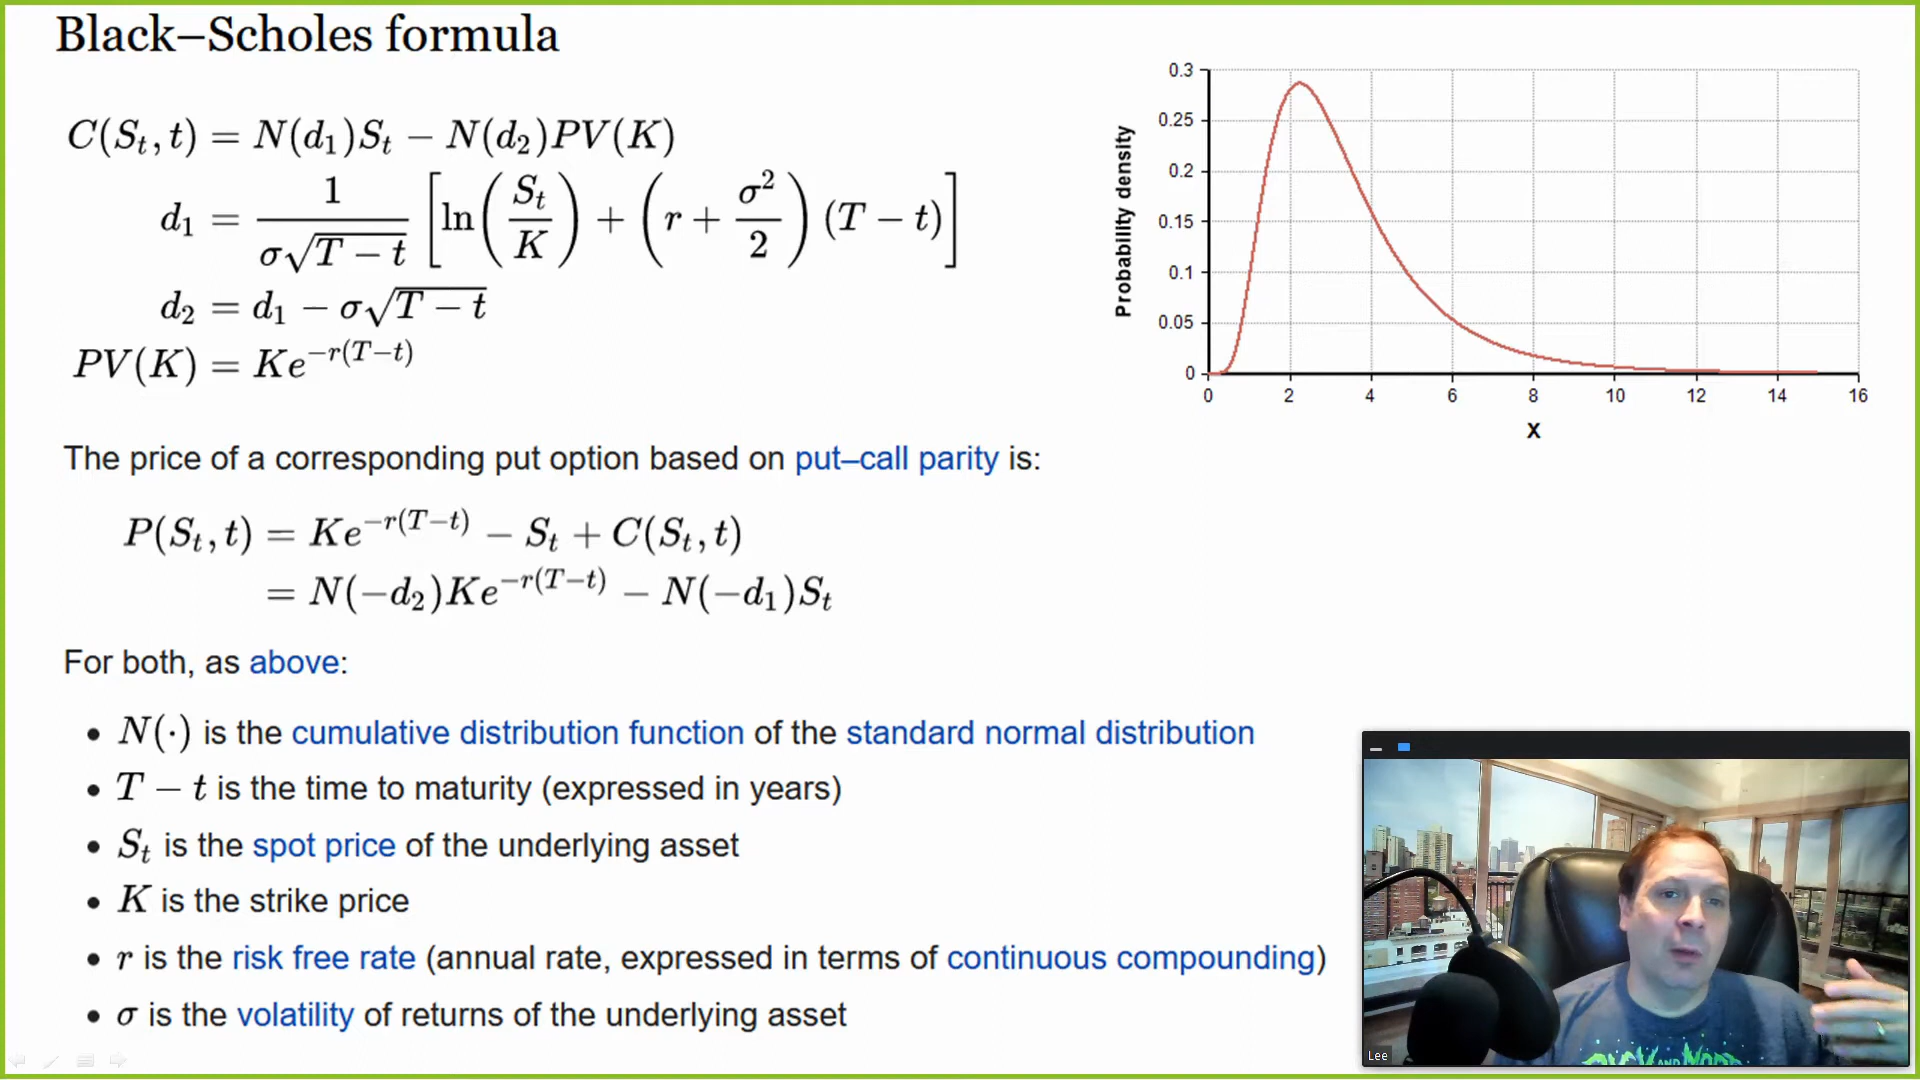 Black–Scholes formula
C(S_t, t) = N(d_1)S_t − N(d_2)PV(K)
d_1 = \frac{1}{σ\sqrt{T − t}} [ln(\frac{S_t}{K}) + (r + \frac{σ^2}{2})(T − t)]
d_2 = d_1 − σ\sqrt{T − t}
PV(K) = Ke^{−r(T−t)}
The price of a corresponding put option based on put–call parity is:
P(S_t, t) = Ke^{−r(T−t)} − S_t + C(S_t, t)
= N(−d_2)Ke^{−r(T−t)} − N(−d_1)S_t
For both, as above:
• N(·) is the cumulative distribution function of the standard normal distribution
• T − t is the time to maturity (expressed in years)
• S_t is the spot price of the underlying asset
• K is the strike price
• r is the risk free rate (annual rate, expressed in terms of continuous compounding)
• σ is the volatility of returns of the underlying asset
Probability density
0.3
0.25
0.2
0.15
0.1
0.05
0
0 2 4 6 8 10 12 14 16
X
Lee
AND